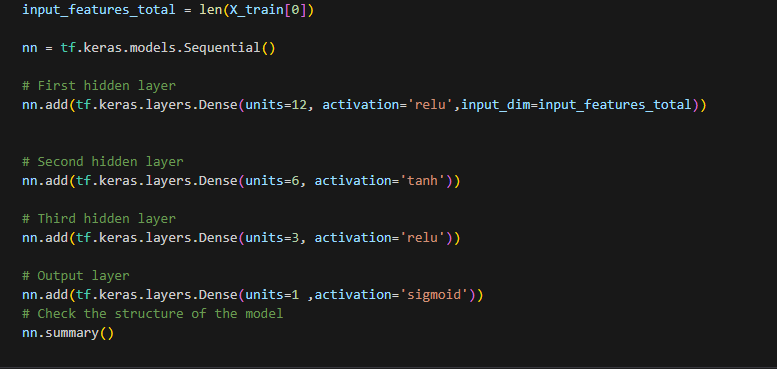 input_features_total = len(X_train[0])
nn = tf.keras.models.Sequential()
# First hidden layer
nn.add(tf.keras.layers.Dense(units=12, activation='relu',input_dim=input_features_total))
# Second hidden layer
nn.add(tf.keras.layers.Dense(units=6, activation='tanh'))
# Third hidden layer
nn.add(tf.keras.layers.Dense(units=3, activation='relu'))
# Output layer
nn.add(tf.keras.layers.Dense(units=1 ,activation='sigmoid'))
# Check the structure of the model
nn.summary()